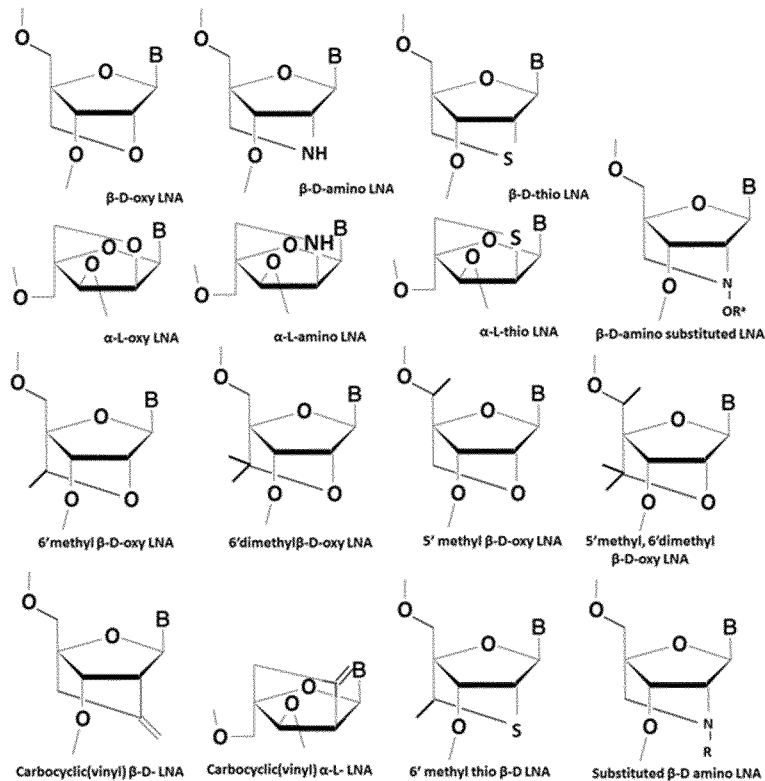 O
B
O
O O
β-D-oxy LNA
O
B
O
O NH
β-D-amino LNA
O
B
O
O S
β-D-thio LNA
O
B
O
O N
OR*
β-D-amino substituted LNA
B
O O
O
O
α-L-oxy LNA
B
O NH
O
O
α-L-amino LNA
B
O S
O
O
α-L-thio LNA
O
B
O
O O
6'methyl β-D-oxy LNA
O
B
O
O O
6'dimethylβ-D-oxy LNA
O
B
O
O O
5' methyl β-D-oxy LNA
O
B
O
O O
5'methyl, 6'dimethyl
β-D-oxy LNA
O
B
O
O
Carbocyclic(vinyl) β-D- LNA
B
O
O
O
Carbocyclic(vinyl) α-L- LNA
O
B
O
O S
6' methyl thio β-D LNA
O
B
O
O N
R
Substituted β-D amino LNA